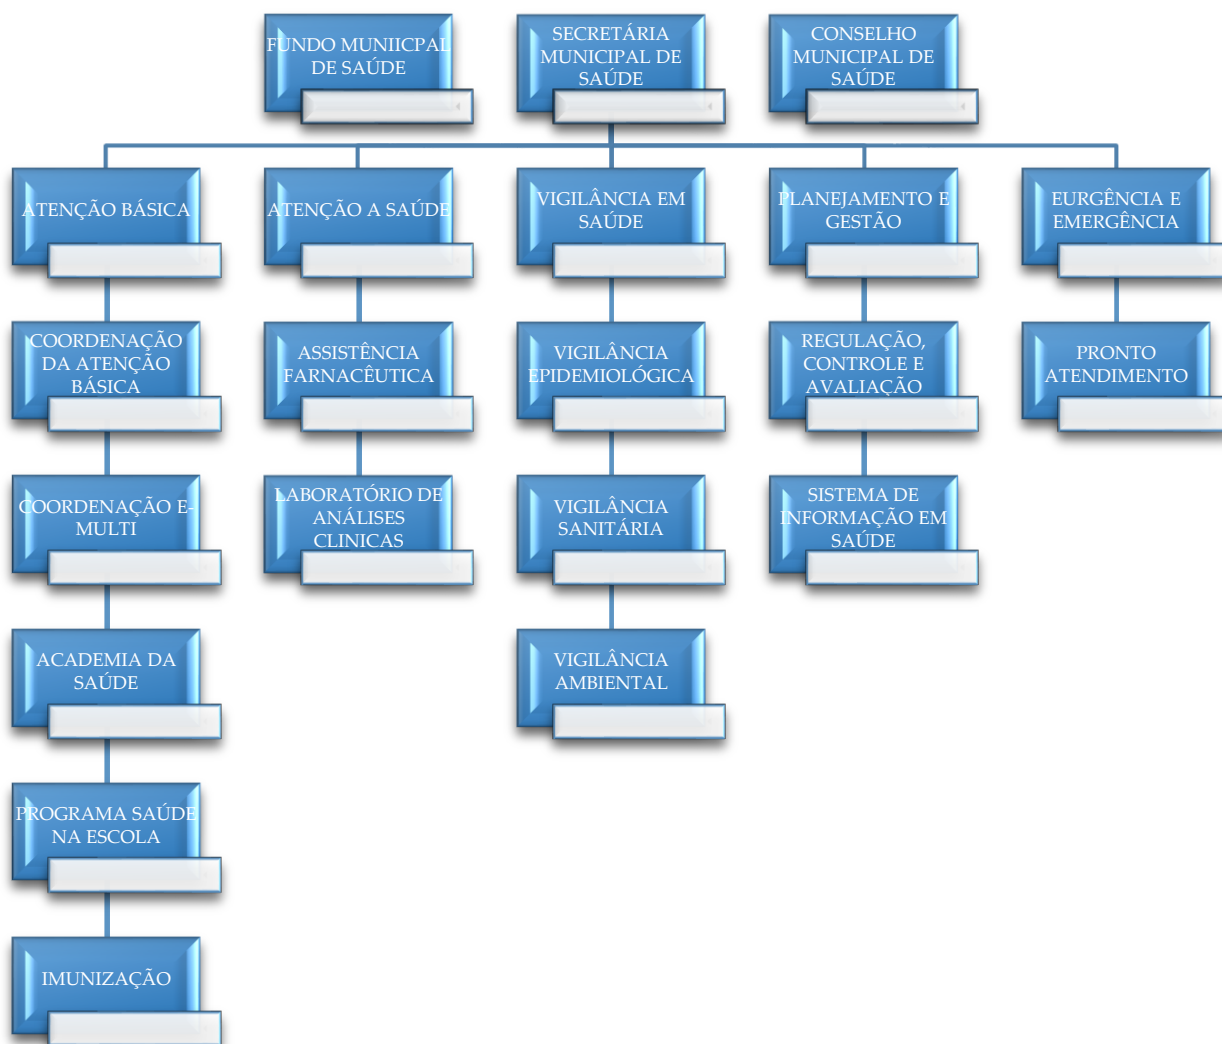 FUNDO MUNIICPAL
DE SAÚDE
SECRETÁRIA
MUNICIPAL DE
SAÚDE
CONSELHO
MUNICIPAL DE
SAÚDE
ATENÇÃO BÁSICA
ATENÇÃO A SAÚDE
VIGILÂNCIA EM
SAÚDE
PLANEJAMENTO E
GESTÃO
EURGÊNCIA E
EMERGÊNCIA
COORDENAÇÃO
DA ATENÇÃO
BÁSICA
ASSISTÊNCIA
FARNACÊUTICA
VIGILÂNCIA
EPIDEMIOLÓGICA
REGULAÇÃO,
CONTROLE E
AVALIAÇÃO
PRONTO
ATENDIMENTO
COORDENAÇÃO E-
MULTI
LABORATÓRIO DE
ANÁLISES
CLINICAS
VIGILÂNCIA
SANITÁRIA
SISTEMA DE
INFORMAÇÃO EM
SAÚDE
ACADEMIA DA
SAÚDE
VIGILÂNCIA
AMBIENTAL
PROGRAMA SAÚDE
NA ESCOLA
IMUNIZAÇÃO